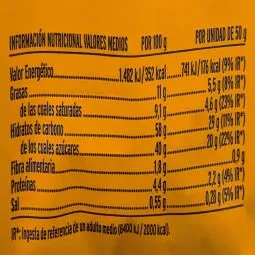 INFORMACIÓN NUTRICIONAL VALORES MEDIOS POR 100 g POR UNIDAD DE 50 g
Valor Energético 1.482 kJ/352 kcal 741 kJ/176 kcal (9% IR*)
Grasas 11 g 5,5 g (8% IR*)
de las cuales saturadas 9,1 g 4,6 g (23% IR*)
Hidratos de carbono 58 g 29 g (11% IR*)
de los cuales azúcares 40 g 20 g (22% IR*)
Fibra alimentaria 1,8 g 0,9 g
Proteínas 4,4 g 2,2 g (4% IR*)
Sal 0,55 g 0,28 g (5% IR*)
IR*: Ingesta de referencia de un adulto medio (8400 kJ / 2000 kcal).